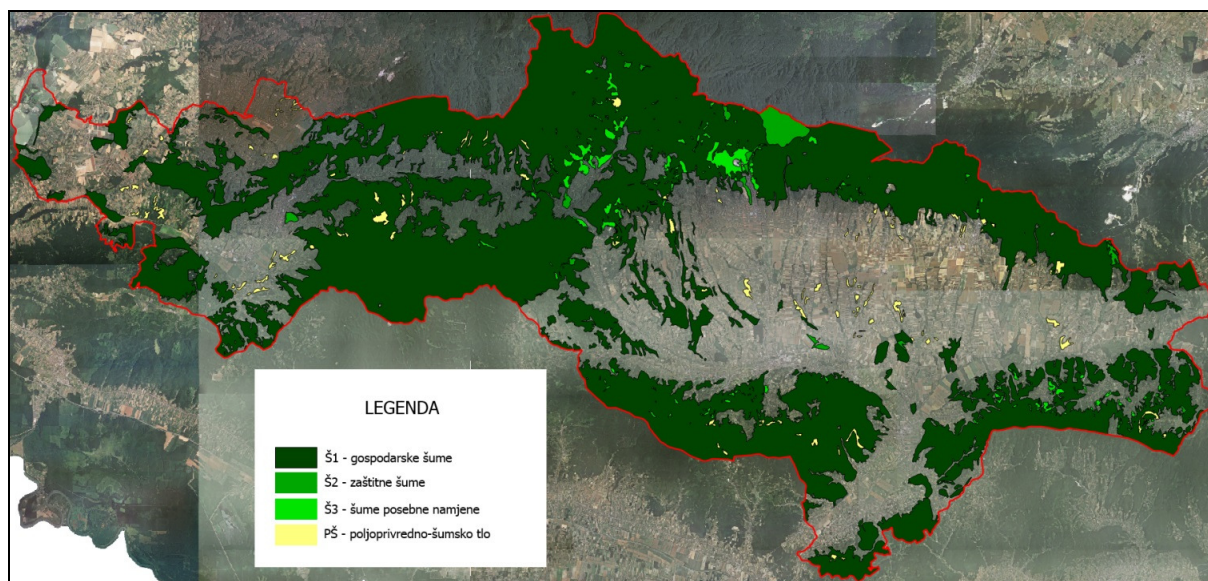 LEGENDA
Š1 - gospodarske šume
Š2 - zaštitne šume
Š3 - šume posebne namjene
PŠ - poljoprivredno-šumsko tlo